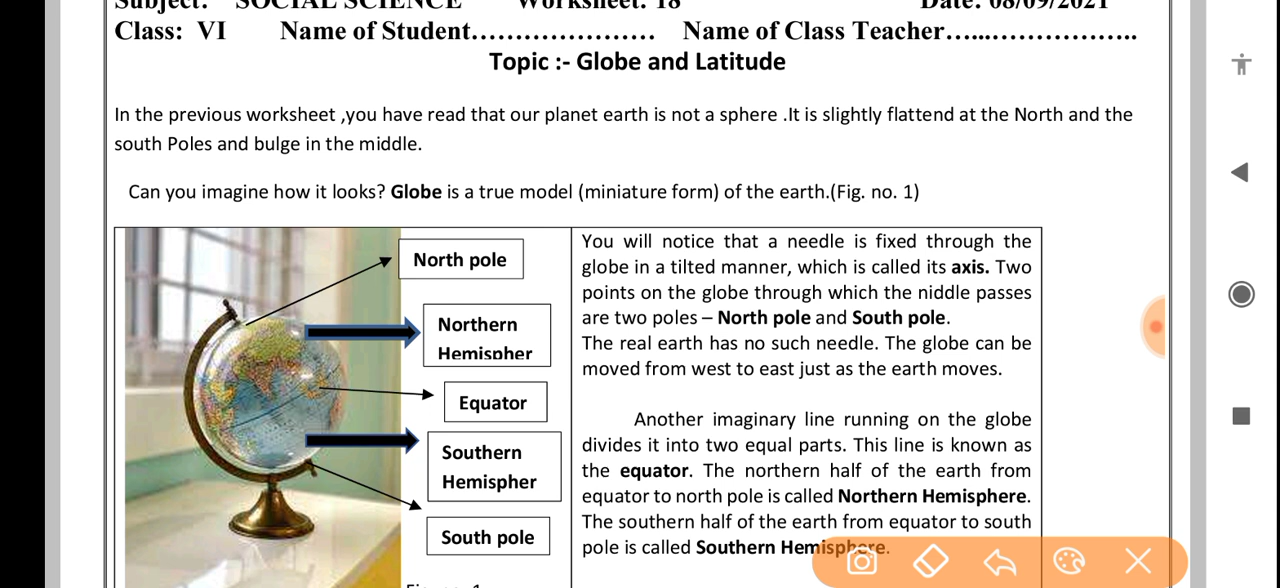 Subject: SOCIAL SCIENCE Worksheet: 18 Date: 08/09/2021
Class: VI Name of Student………………… Name of Class Teacher…...……………..
Topic :- Globe and Latitude
In the previous worksheet ,you have read that our planet earth is not a sphere .It is slightly flattend at the North and the
south Poles and bulge in the middle.
Can you imagine how it looks? Globe is a true model (miniature form) of the earth.(Fig. no. 1)
North pole
Northern
Hemispher
Equator
Southern
Hemispher
South pole
You will notice that a needle is fixed through the
globe in a tilted manner, which is called its axis. Two
points on the globe through which the niddle passes
are two poles – North pole and South pole.
The real earth has no such needle. The globe can be
moved from west to east just as the earth moves.
Another imaginary line running on the globe
divides it into two equal parts. This line is known as
the equator. The northern half of the earth from
equator to north pole is called Northern Hemisphere.
The southern half of the earth from equator to south
pole is called Southern Hemisphere.